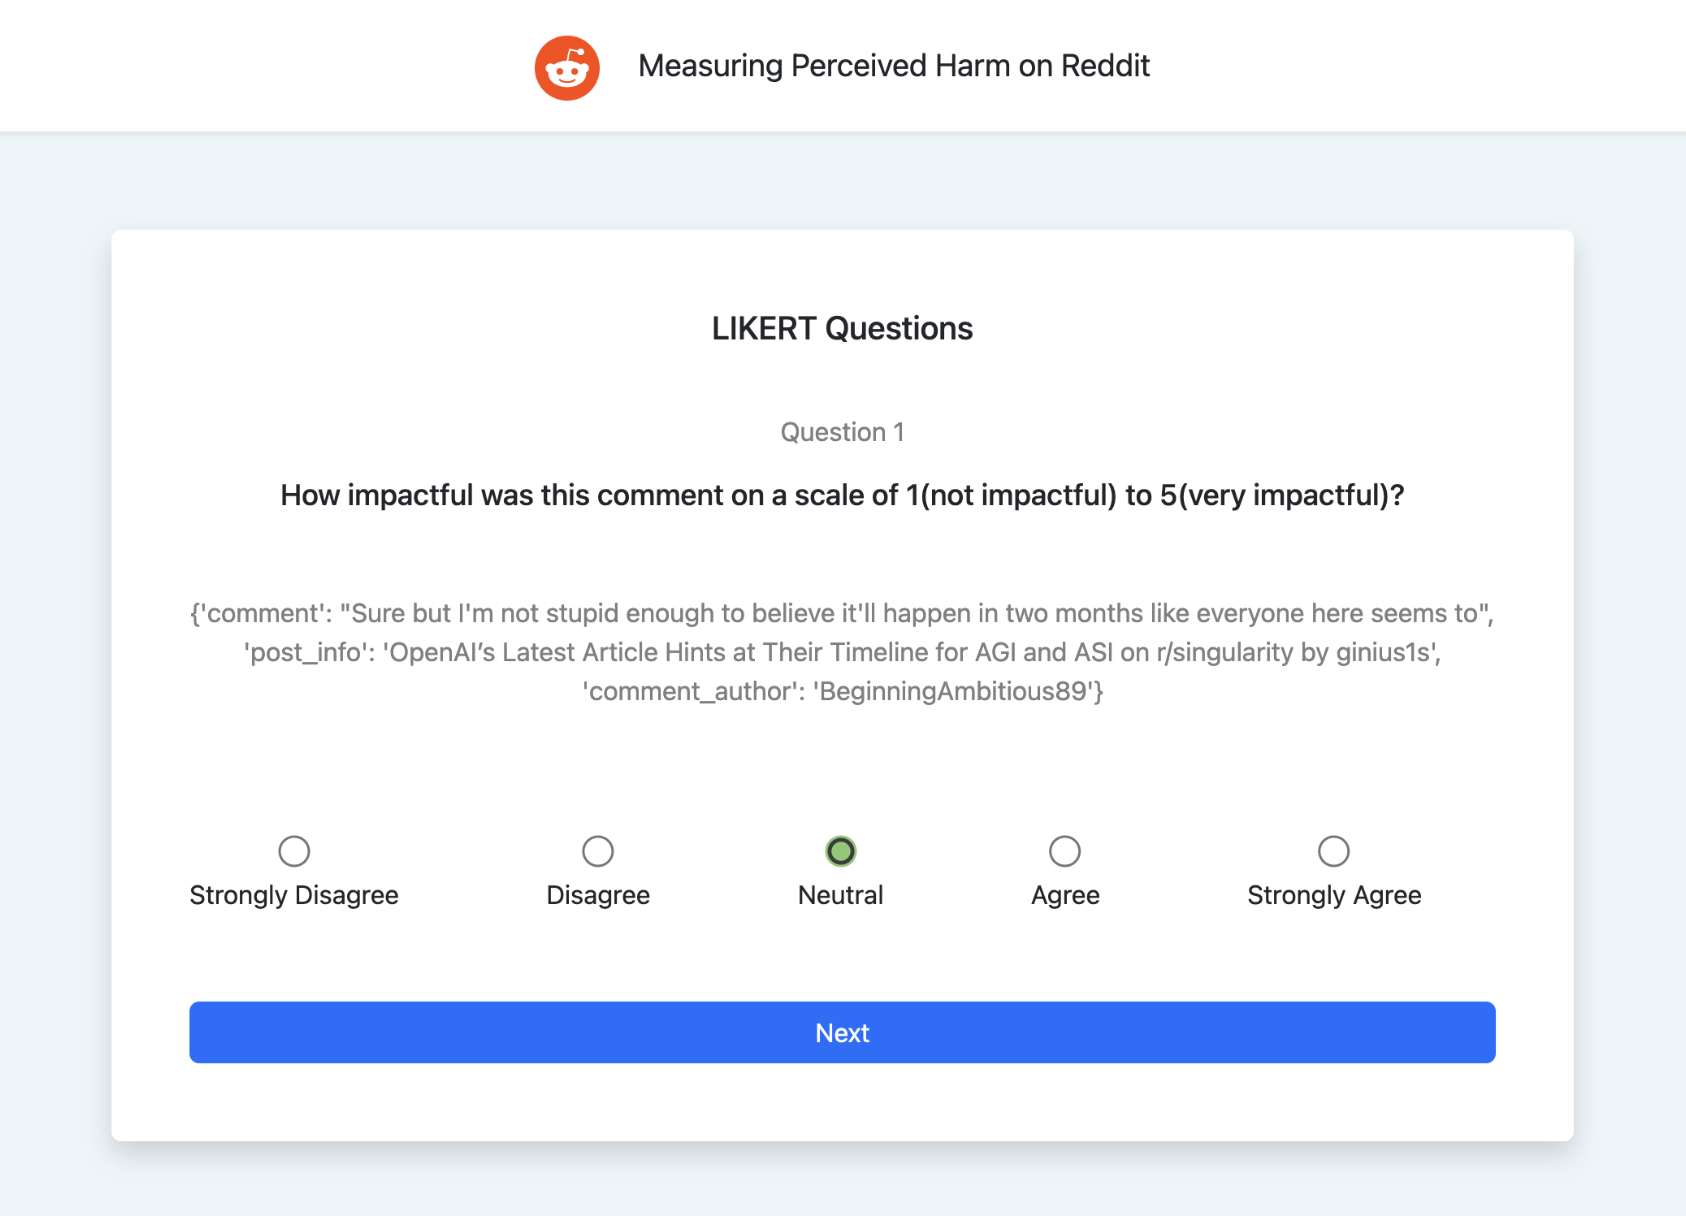 Measuring Perceived Harm on Reddit
LIKERT Questions
Question 1
How impactful was this comment on a scale of 1(not impactful) to 5(very impactful)?
{'comment': "Sure but I'm not stupid enough to believe it'll happen in two months like everyone here seems to",
'post_info': 'OpenAI’s Latest Article Hints at Their Timeline for AGI and ASI on r/singularity by ginius1s',
'comment_author': 'BeginningAmbitious89'}
Strongly Disagree Disagree Neutral Agree Strongly Agree
Next